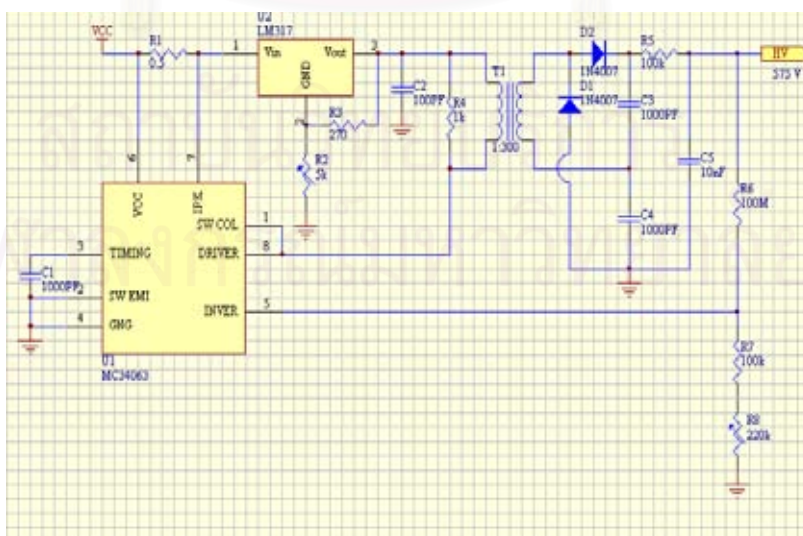 VCC
R1
0.5
1
U2
LM317
Vin
Vout
GND
3
2
R3
270
R2
5k
C2
100PF
R4
1k
T1
1:300
D2
1N4007
D1
1N4007
R5
100k
C3
1000PF
C4
1000PF
C5
10nF
HV
575 V
R6
100M
R7
100k
R8
220k
6
7
VCC
IPM
SW COL
1
DRIVER
8
INVER
5
3
TIMING
2
SW EMI
4
GNG
C1
1000PF
U1
MC34063